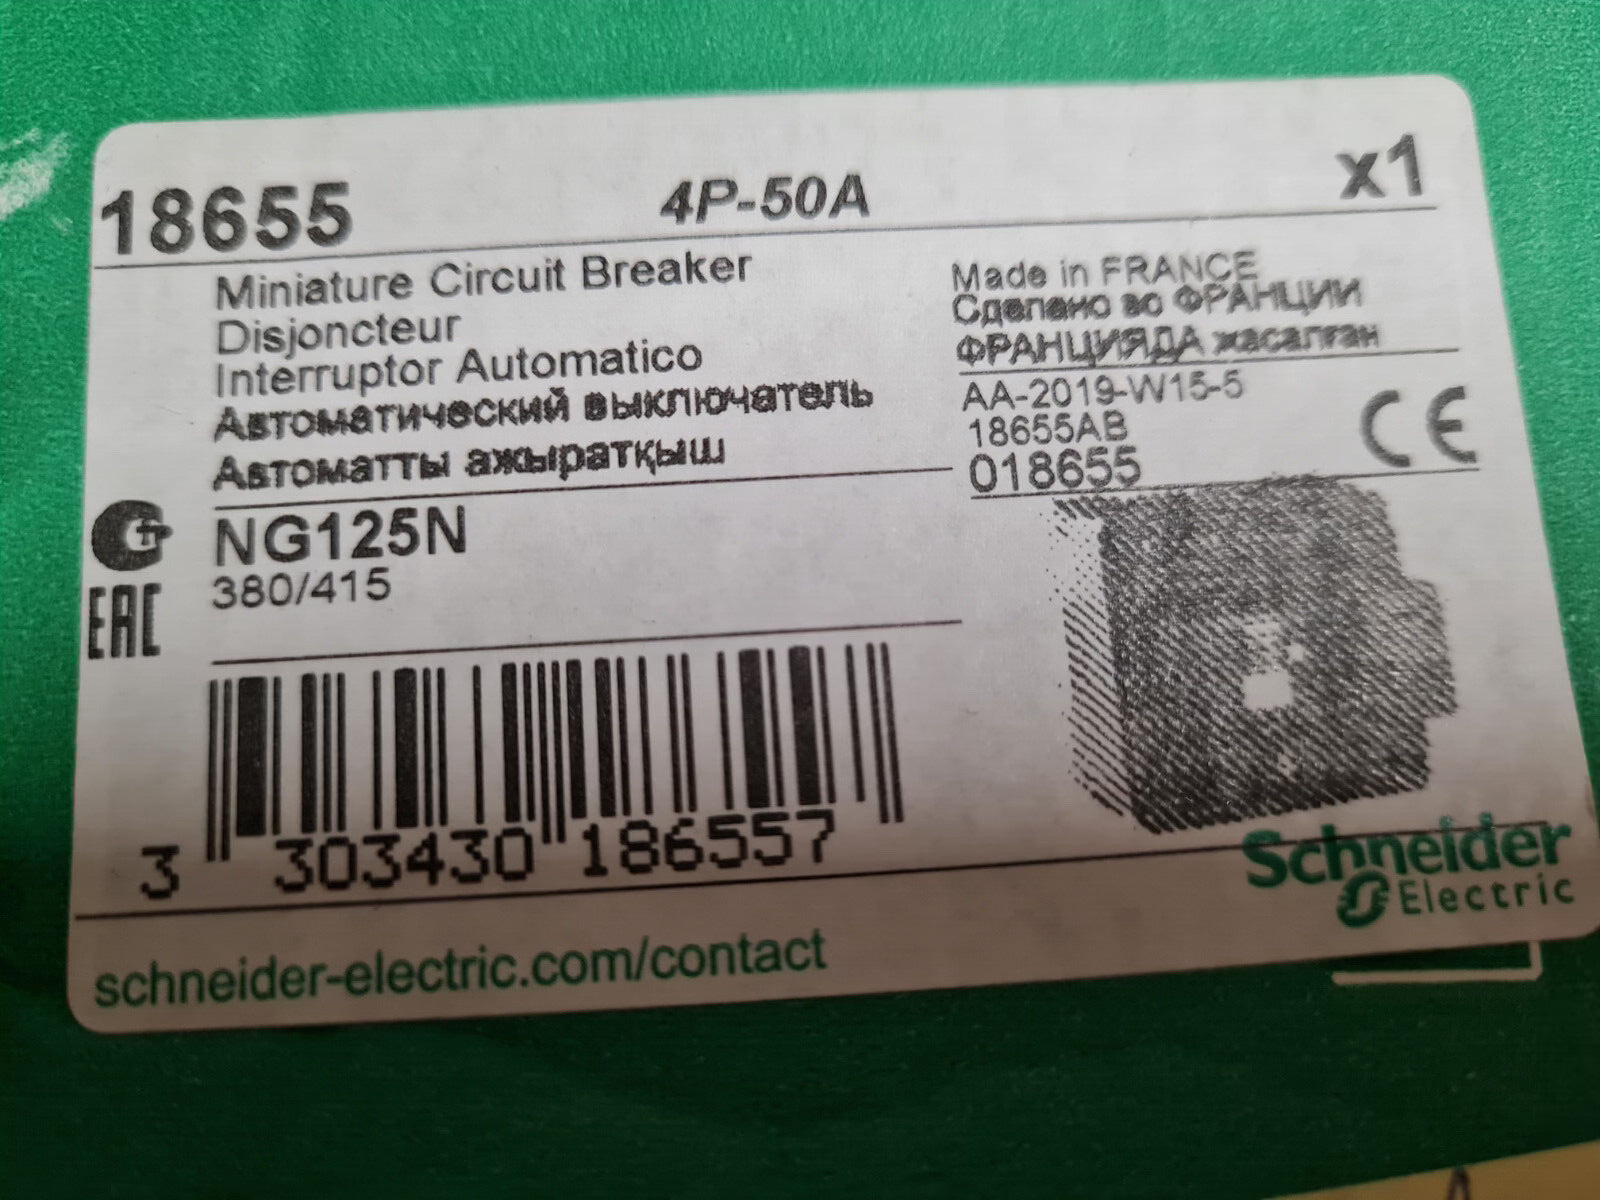 18655 4P-50A x1
Miniature Circuit Breaker
Disjoncteur
Interruptor Automatico
Автоматический выключатель
Автоматты ажыратқыш
Made in FRANCE
Сделано во ФРАНЦИИ
ФРАНЦИЯДА жасалған
AA-2019-W15-5
18655AB
018655
CE
NG125N
380/415
EAC
3 303430 186557
Schneider
Electric
schneider-electric.com/contact